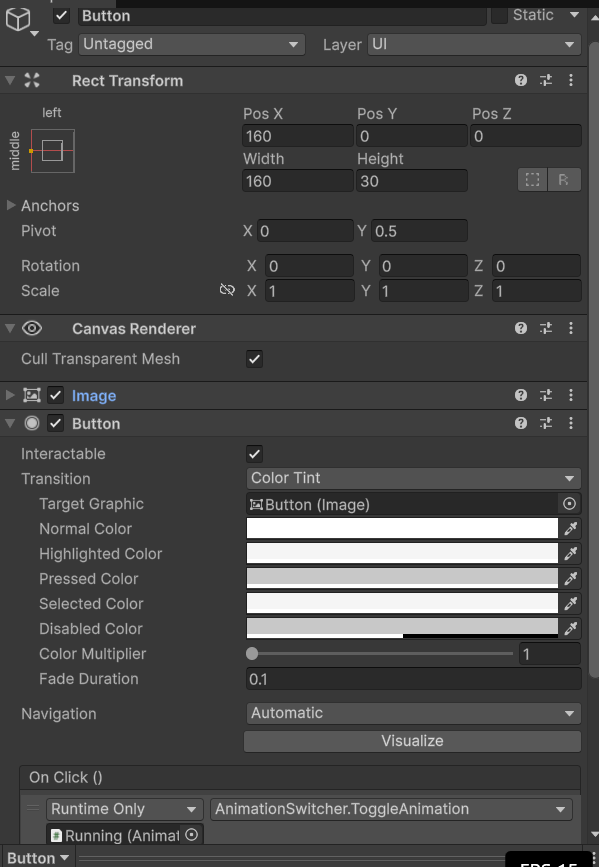 Button
Static
Tag Untagged Layer UI
Rect Transform
left
middle
Pos X Pos Y Pos Z
160 0 0
Width Height
160 30
R
Anchors
Pivot X 0 Y 0.5
Rotation X 0 Y 0 Z 0
Scale X 1 Y 1 Z 1
Canvas Renderer
Cull Transparent Mesh
Image
Button
Interactable
Transition Color Tint
Target Graphic Button (Image)
Normal Color
Highlighted Color
Pressed Color
Selected Color
Disabled Color
Color Multiplier 1
Fade Duration 0.1
Navigation Automatic
Visualize
On Click ()
Runtime Only AnimationSwitcher.ToggleAnimation
Running (Animat
Button